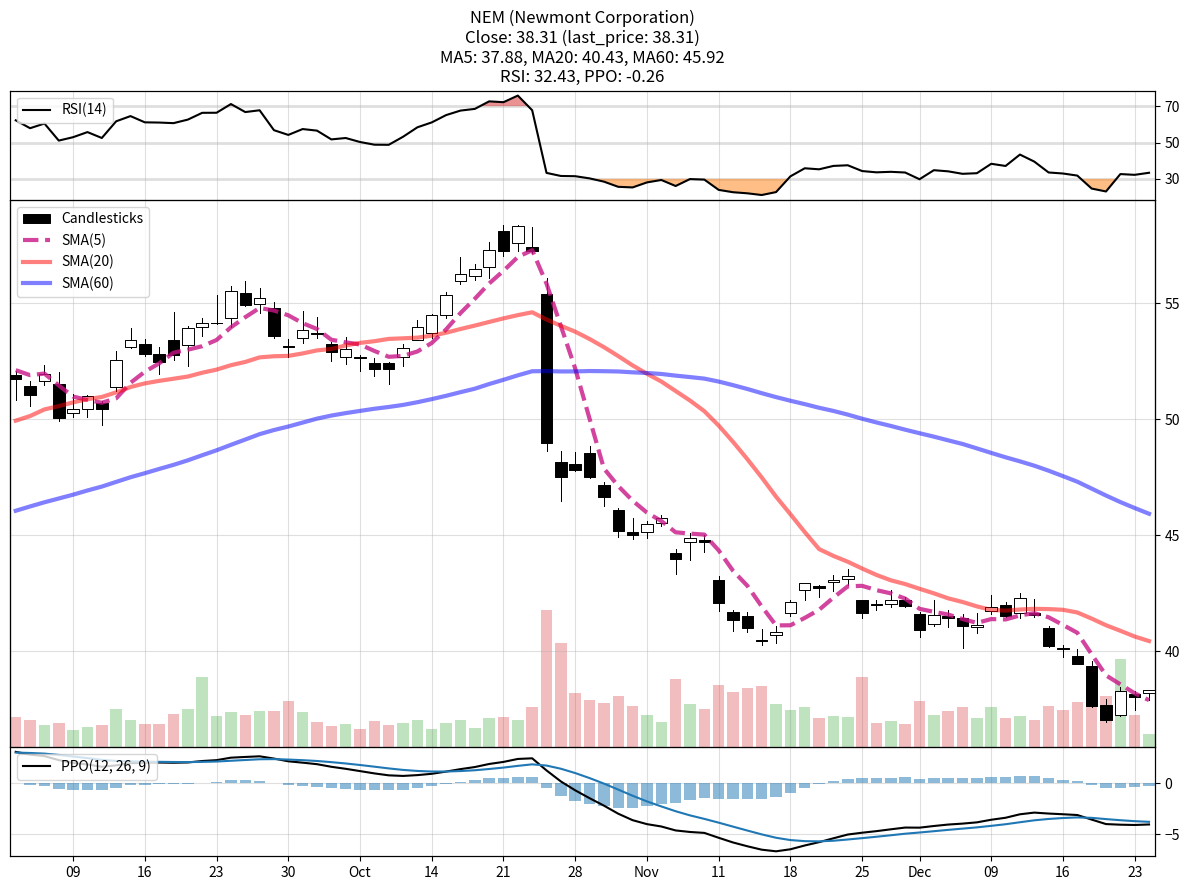 NEM (Newmont Corporation)
Close: 38.31 (last_price: 38.31)
MA5: 37.88, MA20: 40.43, MA60: 45.92
RSI: 32.43, PPO: -0.26
RSI(14)
70
50
30
Candlesticks
SMA(5)
SMA(20)
SMA(60)
55
50
45
40
PPO(12, 26, 9)
0
−5
09 16 23 30 Oct 14 21 28 Nov 11 18 25 Dec 09 16 23